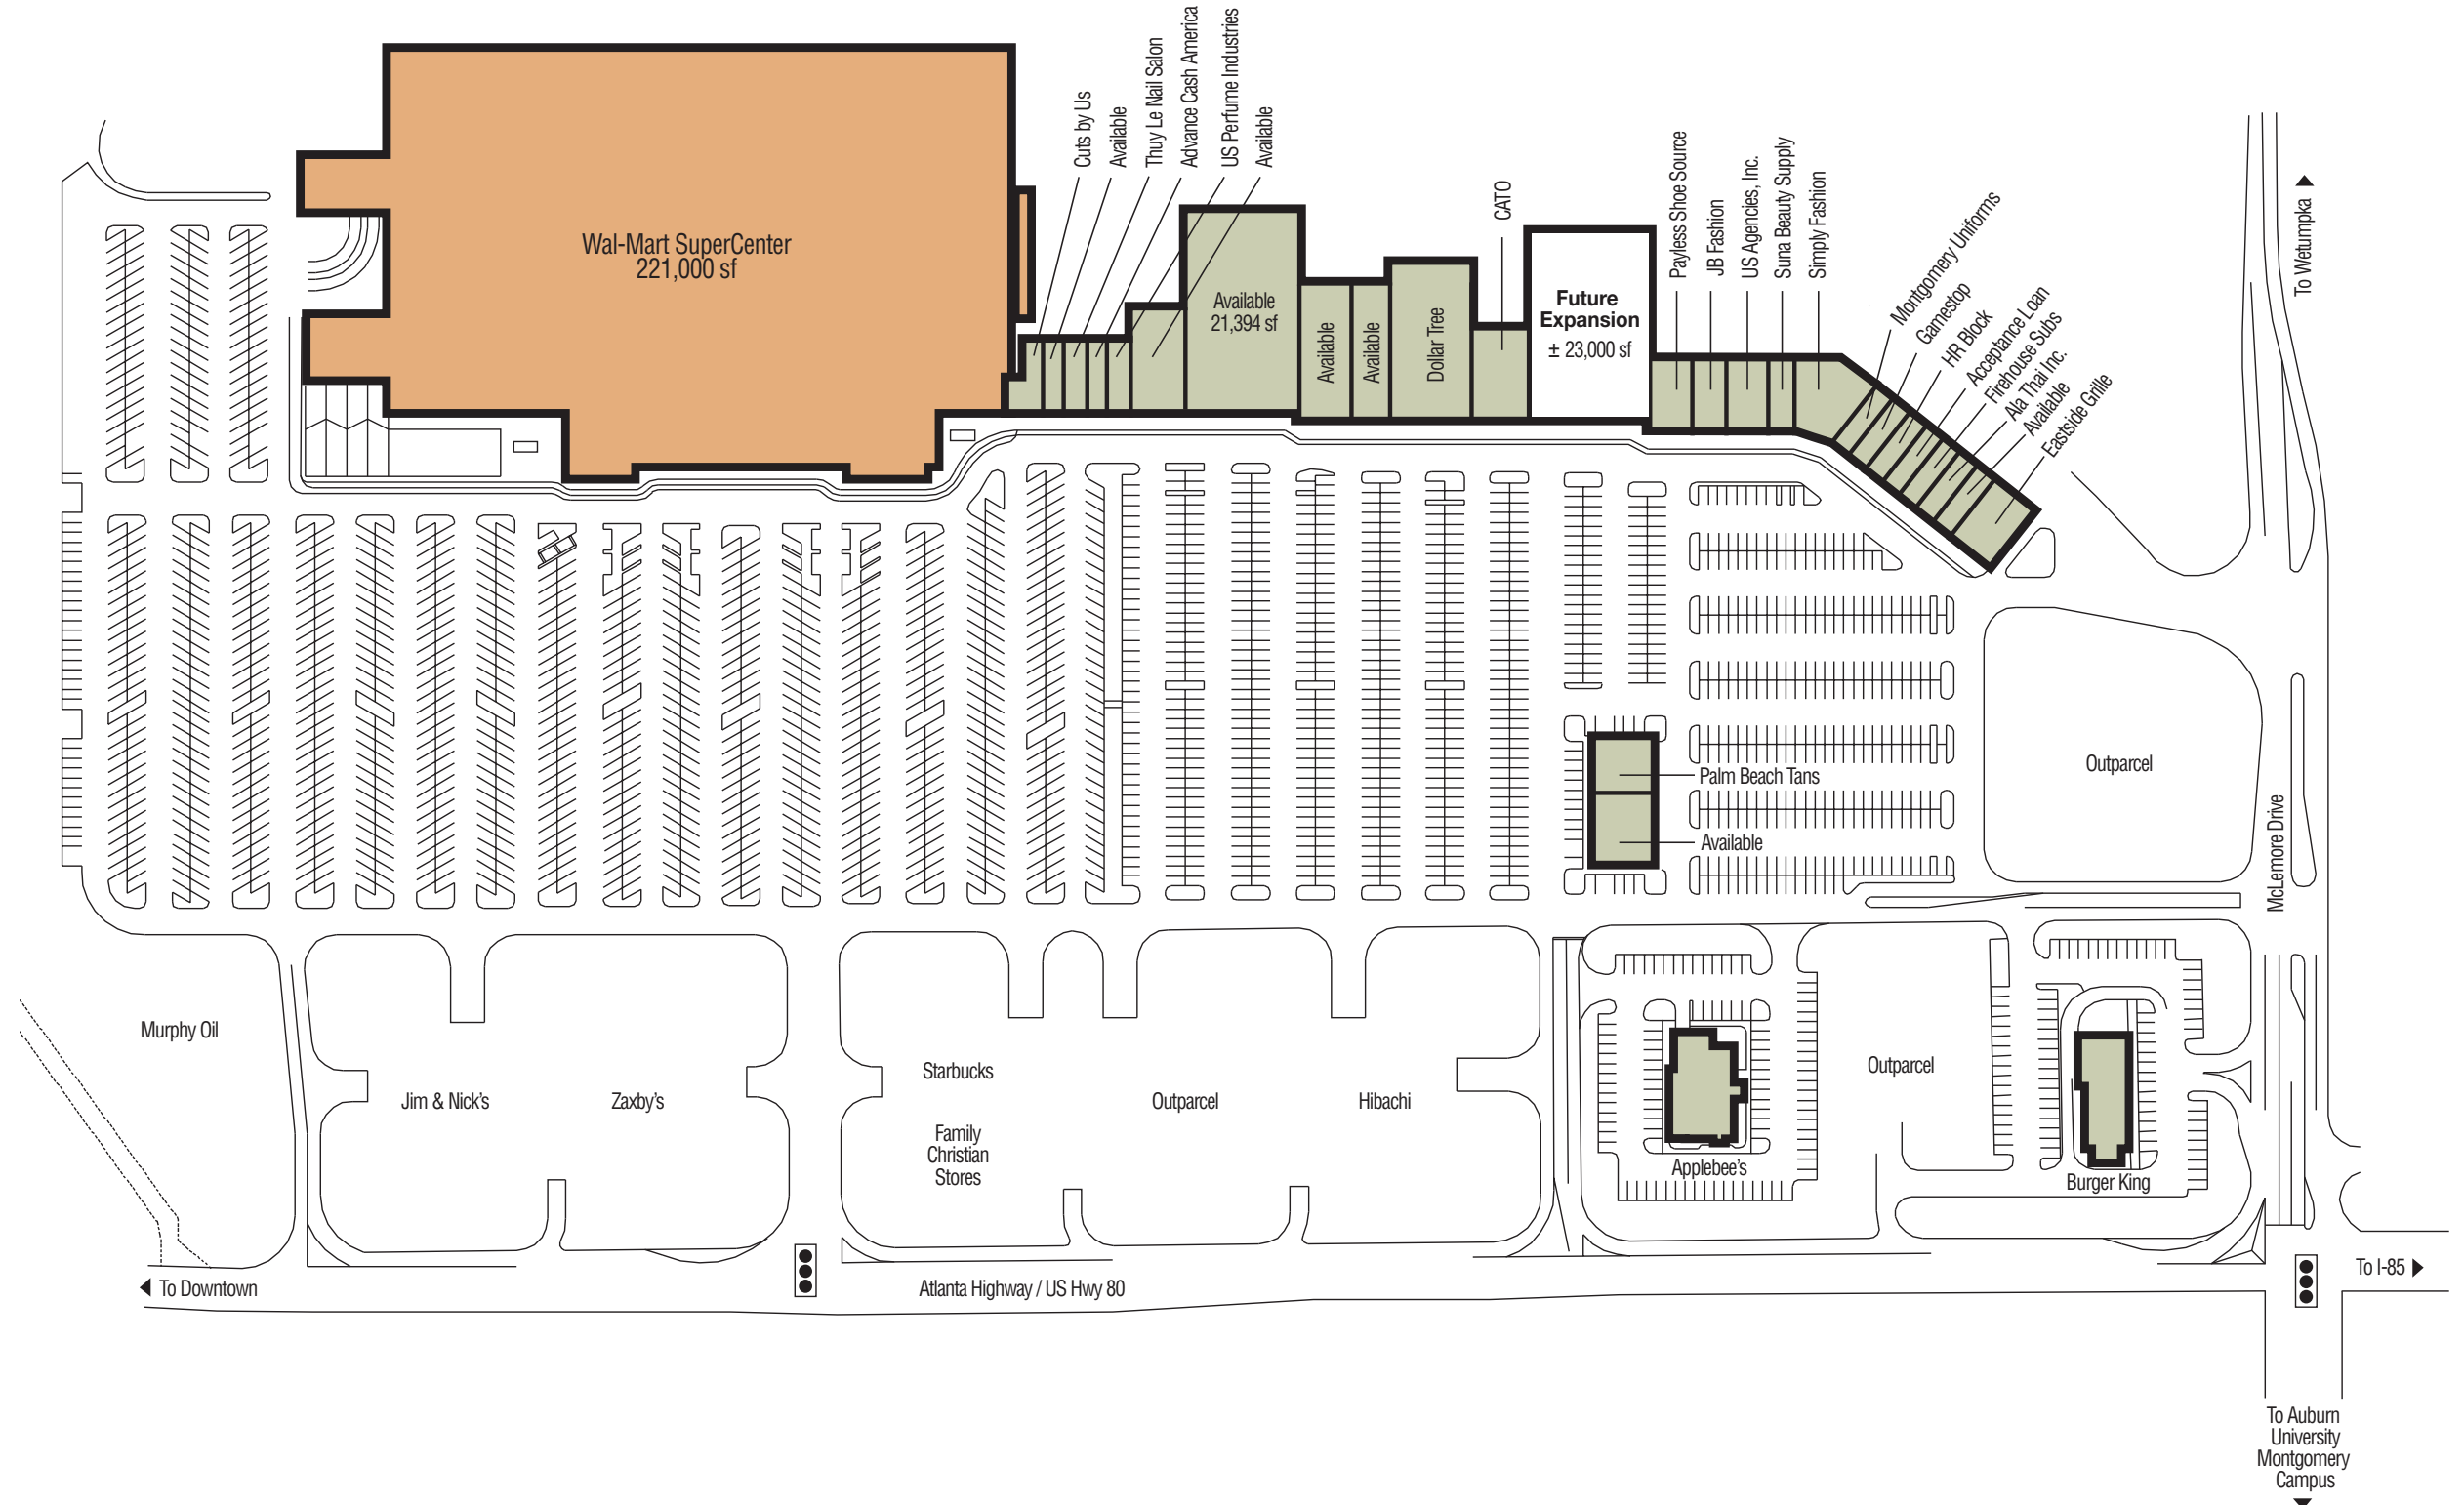 Wal-Mart SuperCenter
221,000 sf
Cuts by Us
Available
Thuy Le Nail Salon
Advance Cash America
US Perfume Industries
Available
Available
21,394 sf
Available
Available
Dollar Tree
CATO
Future
Expansion
± 23,000 sf
Payless Shoe Source
JB Fashion
US Agencies, Inc.
Suna Beauty Supply
Simply Fashion
Montgomery Uniforms
Gamestop
HR Block
Acceptance Loan
Firehouse Subs
Ala Thai Inc.
Available
Eastside Grille
To Wetumpka
Palm Beach Tans
Available
Outparcel
McLemore Drive
Murphy Oil
Jim & Nick's
Zaxby's
Starbucks
Family
Christian
Stores
Outparcel
Hibachi
Applebee's
Outparcel
Burger King
To Downtown
Atlanta Highway / US Hwy 80
To I-85
To Auburn
University
Montgomery
Campus